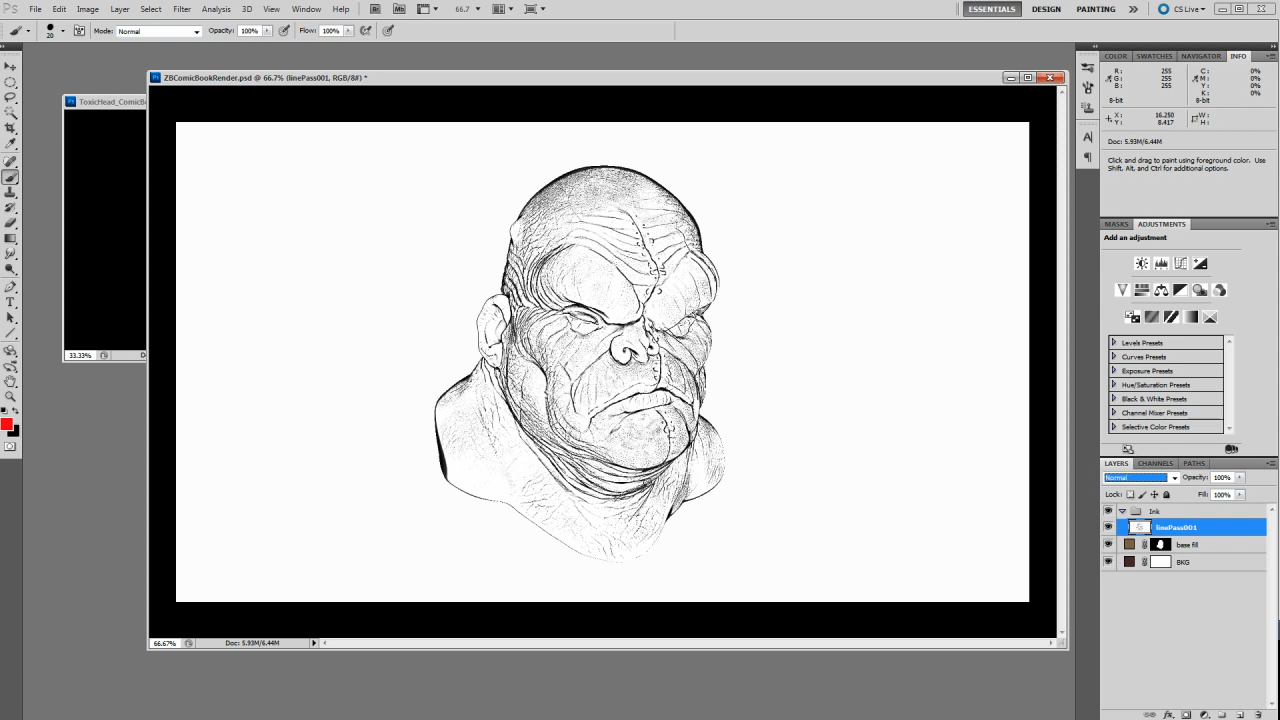 Ps File Edit Layer Select Filter Analysis 3D View Window Help Br Mb 66.7 ESSENTIALS DESIGN PAINTING CS Live
20 Mode: Normal Opacity: 100% Flow: 100%
COLOR SWATCHES NAVIGATOR INFO
R: 255 C: 0%
G: 255 M: 0%
B: 255 Y: 0%
K: 0%
8-bit 8-bit
X: 16.250 W:
Y: 8.417 H:
Doc: 5.93M/6.44M
Click and drag to paint using foreground color. Use
Shift, Alt, and Ctrl for additional options.
ZBComicBookRender.psd @ 66.7% (linePass001, RGB/8#) *
ToxicHead_ComicBo
33.33% D
MASKS ADJUSTMENTS
Add an adjustment
Levels Presets
Curves Presets
Exposure Presets
Hue/Saturation Presets
Black & White Presets
Channel Mixer Presets
Selective Color Presets
LAYERS CHANNELS PATHS
Normal Opacity: 100%
Lock: Fill: 100%
Ink
linePass001
base fill
BKG
66.67% Doc: 5.93M/6.44M